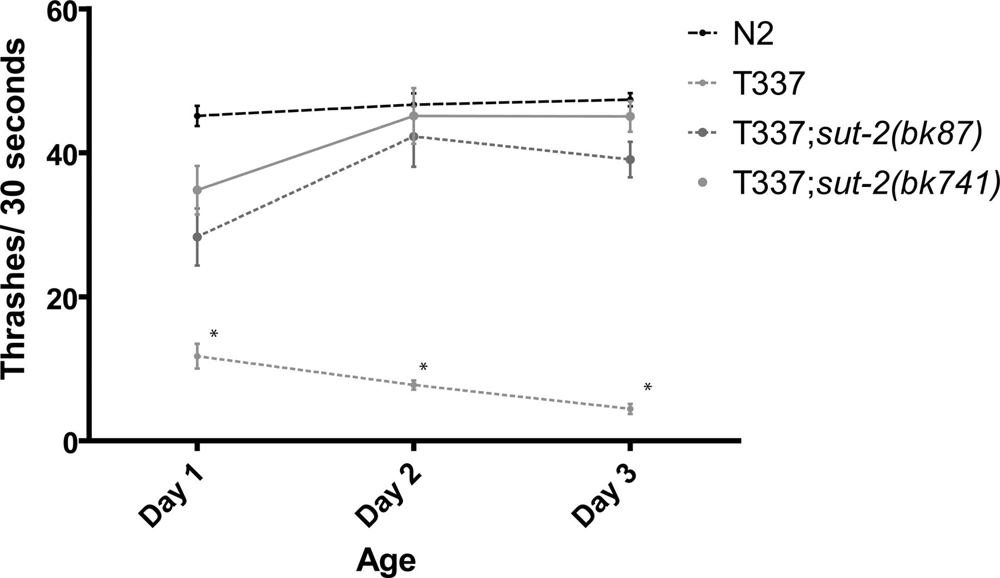 Thrashes/ 30 seconds
60
40
20
0
*
*
*
Day 1
Day 2
Day 3
Age
N2
T337
T337;sut-2(bk87)
T337;sut-2(bk741)